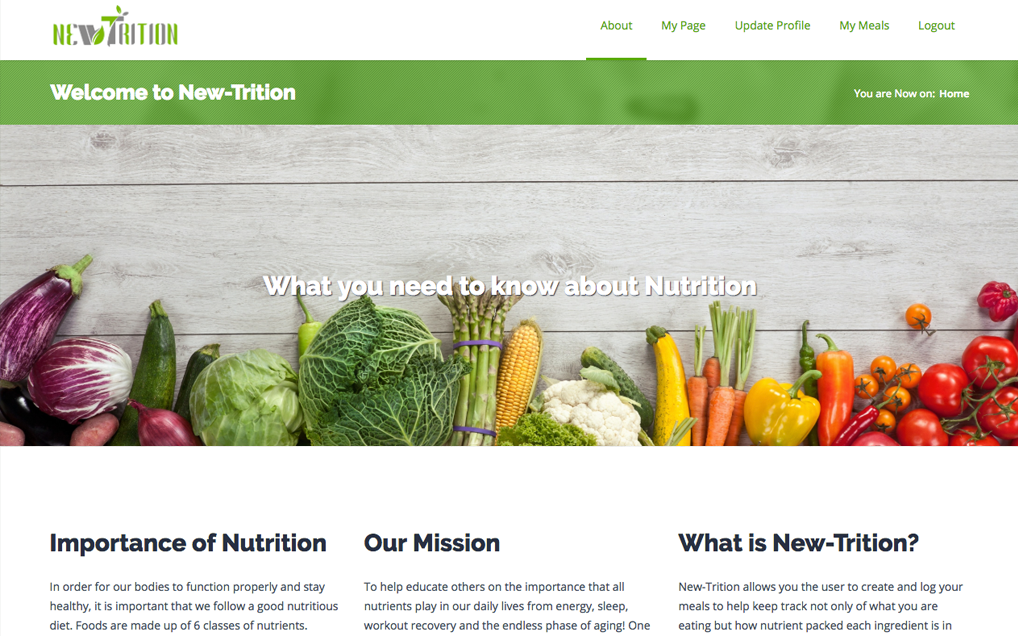 NEWTRITION
About My Page Update Profile My Meals Logout
Welcome to New-Trition
You are Now on: Home
What you need to know about Nutrition
Importance of Nutrition
In order for our bodies to function properly and stay
healthy, it is important that we follow a good nutritious
diet. Foods are made up of 6 classes of nutrients.
Our Mission
To help educate others on the importance that all
nutrients play in our daily lives from energy, sleep,
workout recovery and the endless phase of aging! One
What is New-Trition?
New-Trition allows you the user to create and log your
meals to help keep track not only of what you are
eating but how nutrient packed each ingredient is in